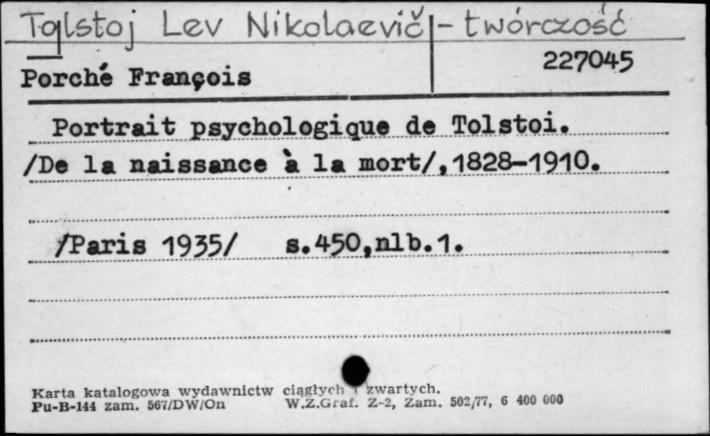 Tołstoj Lev Nikolaevič - twórczość
227045
Porché François
Portrait psychologique de Tolstoi.
/De la naissance à la mort/,1828-1910.
/Paris 1935/ s.450,nlb.1.
Karta katalogowa wydawnictw ciągłych i zwartych.
Pu-B-144 zam. 567/DW/On W.Z.Graf. Z-2, Zam. 502/77, 6 400 000